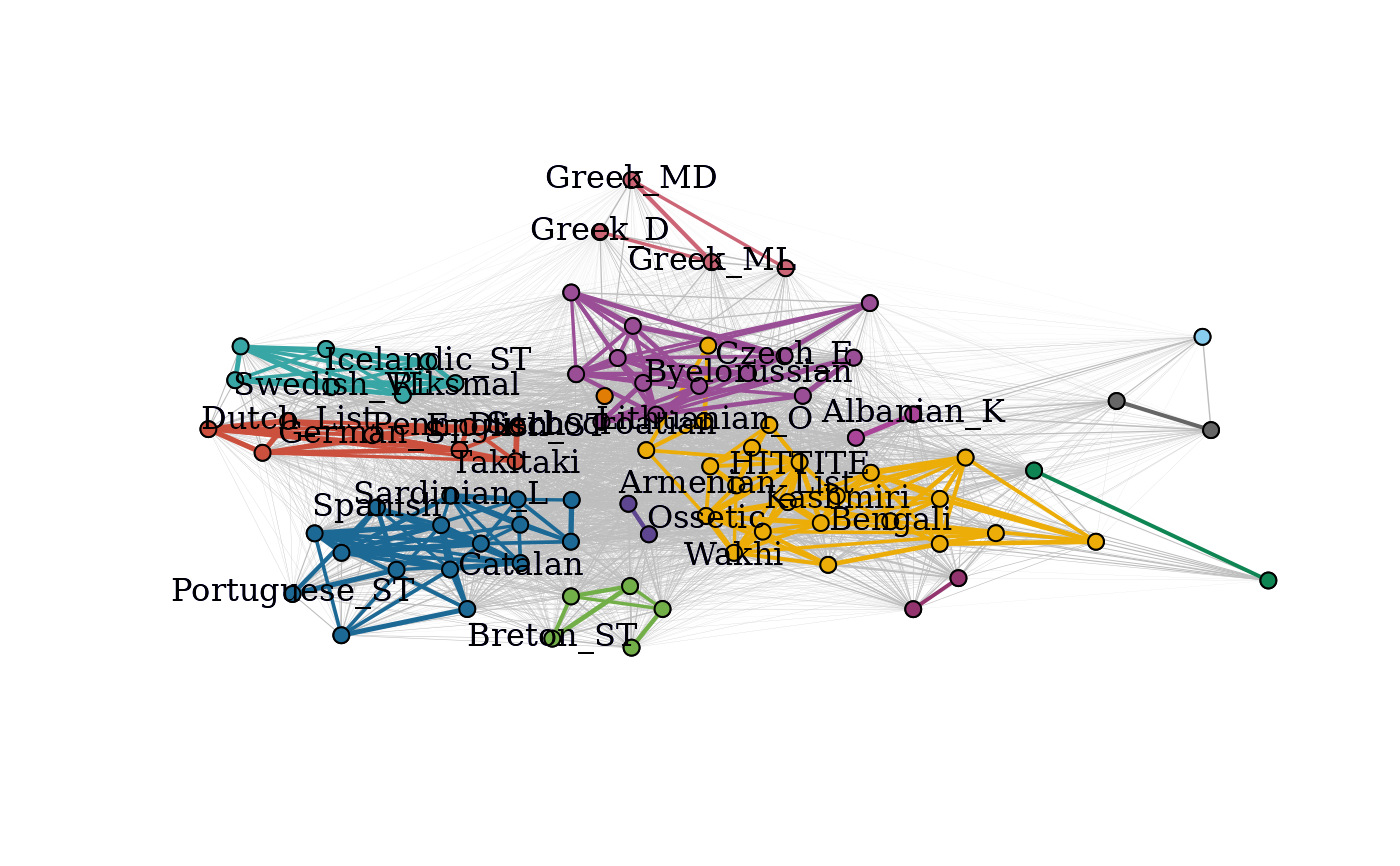 Greek_MD
Greek_D
Greek_ML
Czech_E
Icelandic_ST
Byelorussian
Swedish_VL
Riksmal
Dutch_List
Albanian_K
Lithuanian_O
Serbocroatian
Penn_Dutch
English_ST
German_ST
Takitaki
HITTITE
Armenian_List
Sardinian_L
Kashmiri
Spanish
Ossetic
Bengali
Wakhi
Catalan
Portuguese_ST
Breton_ST